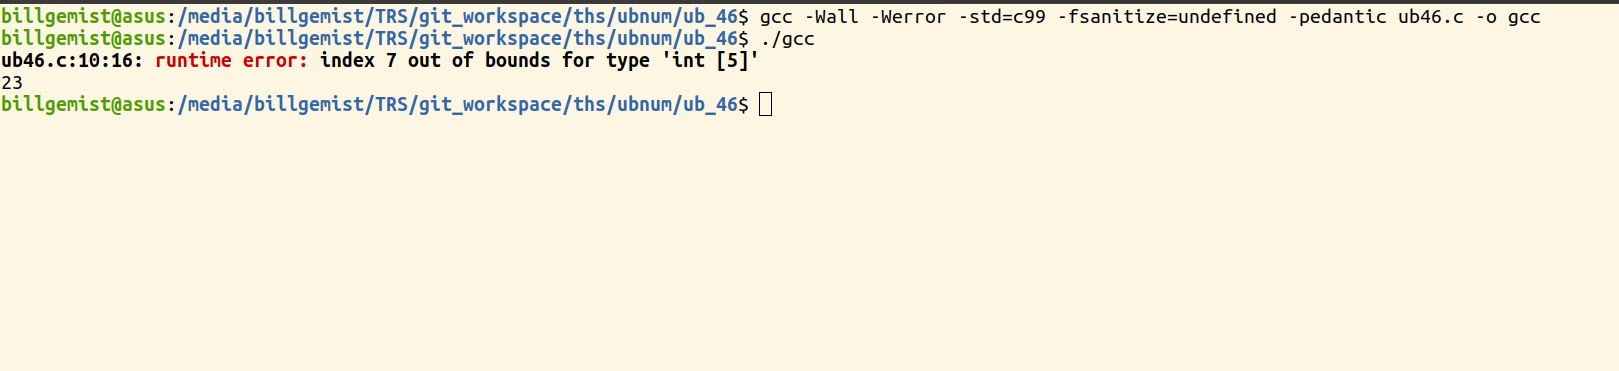 billgemist@asus:/media/billgemist/TRS/git_workspace/ths/ubnum/ub_46$ gcc -Wall -Werror -std=c99 -fsanitize=undefined -pedantic ub46.c -o gcc
billgemist@asus:/media/billgemist/TRS/git_workspace/ths/ubnum/ub_46$ ./gcc
ub46.c:10:16: runtime error: index 7 out of bounds for type 'int [5]'
23
billgemist@asus:/media/billgemist/TRS/git_workspace/ths/ubnum/ub_46$